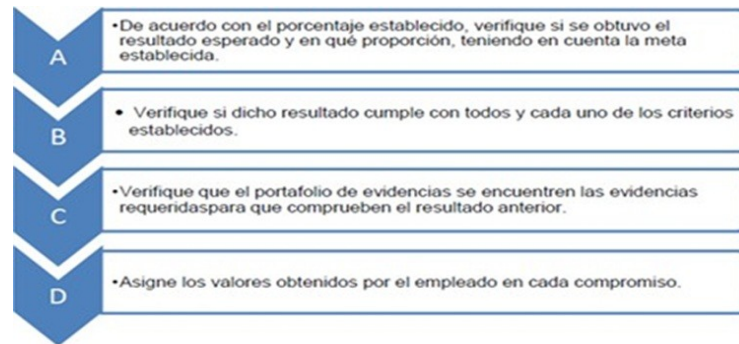 A
•De acuerdo con el porcentaje establecido, verifique si se obtuvo el
resultado esperado y en qué proporción, teniendo en cuenta la meta
establecida.
B
• Verifique si dicho resultado cumple con todos y cada uno de los criterios
establecidos.
C
•Verifique que el portafolio de evidencias se encuentren las evidencias
requeridaspara que comprueben el resultado anterior.
D
•Asigne los valores obtenidos por el empleado en cada compromiso.